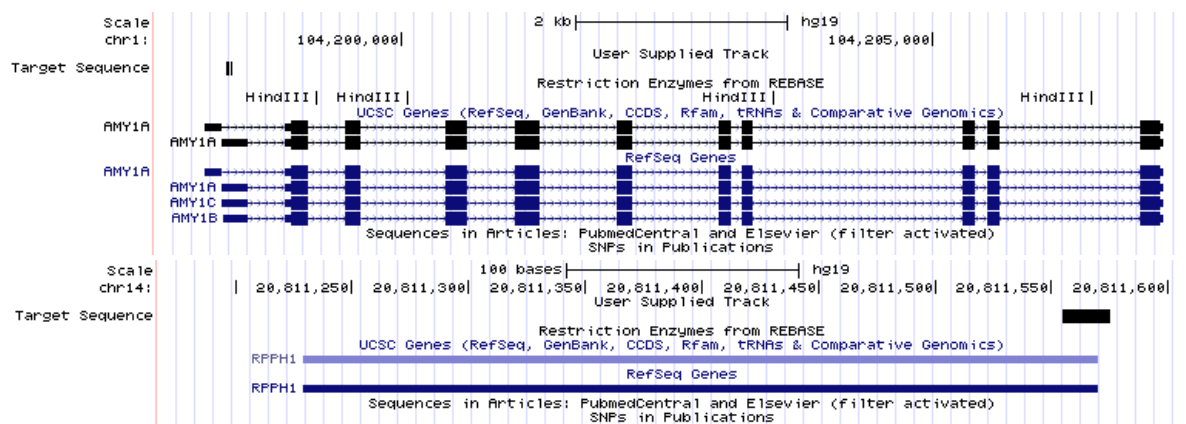 Scale 2 kb hg19
chr1: 104,200,000| 104,205,000|
User Supplied Track
Target Sequence
Restriction Enzymes from REBASE
HindIII| HindIII| HindIII| HindIII|
UCSC Genes (RefSeq, GenBank, CCDS, Rfam, tRNAs & Comparative Genomics)
AMY1A
AMY1A
RefSeq Genes
AMY1A
AMY1A
AMY1C
AMY1B
Sequences in Articles: PubmedCentral and Elsevier (filter activated)
SNPs in Publications
Scale 100 bases hg19
chr14: | 20,811,250| 20,811,300| 20,811,350| 20,811,400| 20,811,450| 20,811,500| 20,811,550| 20,811,600|
User Supplied Track
Target Sequence
Restriction Enzymes from REBASE
UCSC Genes (RefSeq, GenBank, CCDS, Rfam, tRNAs & Comparative Genomics)
RPPH1
RefSeq Genes
RPPH1
Sequences in Articles: PubmedCentral and Elsevier (filter activated)
SNPs in Publications